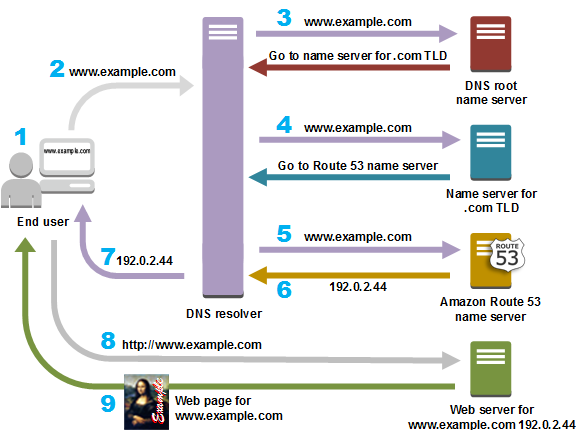 3 www.example.com
Go to name server for .com TLD
DNS root
name server
2 www.example.com
1
www.example.com
End user
4 www.example.com
Go to Route 53 name server
Name server for
.com TLD
5 www.example.com
ROUTE
53
6 192.0.2.44
Amazon Route 53
name server
7 192.0.2.44
DNS resolver
8 http://www.example.com
9
Example
Web page for
www.example.com
Web server for
www.example.com 192.0.2.44